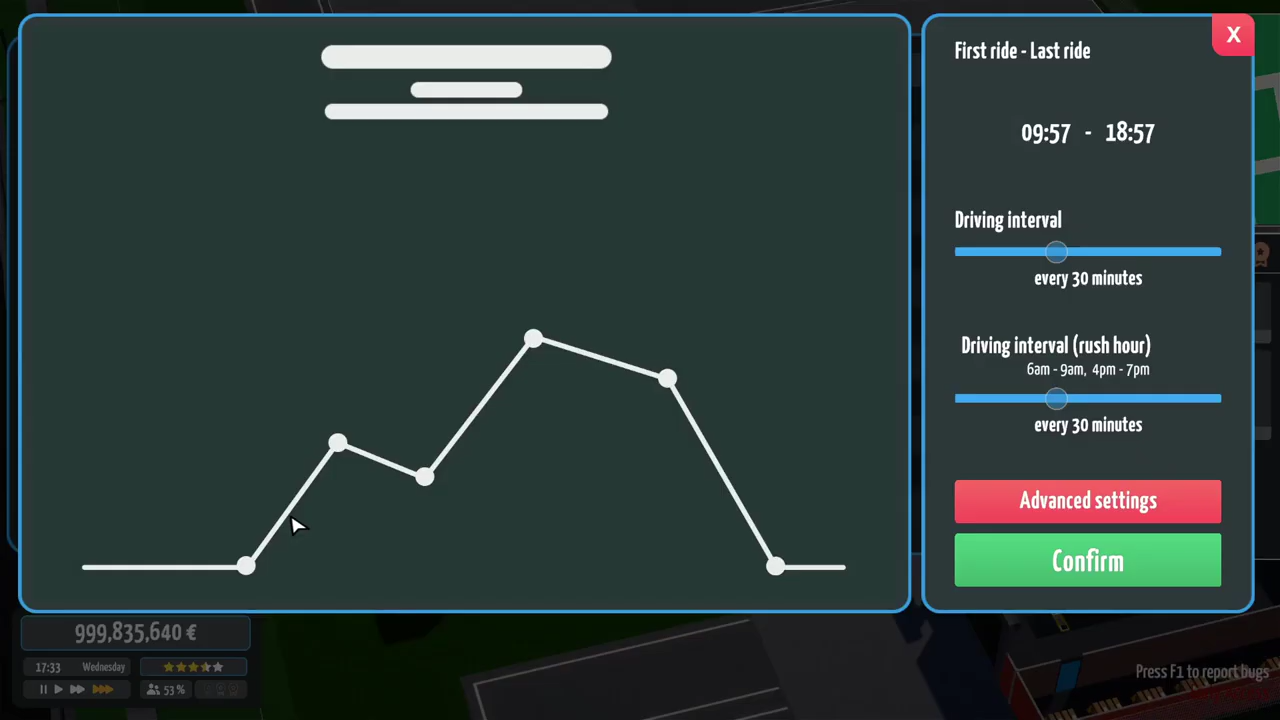 X
First ride - Last ride
09:57 - 18:57
Driving interval
every 30 minutes
Driving interval (rush hour)
6am - 9am, 4pm - 7pm
every 30 minutes
Advanced settings
Confirm
999,835,640 €
17:33 Wednesday
53 %
Press F1 to report bugs